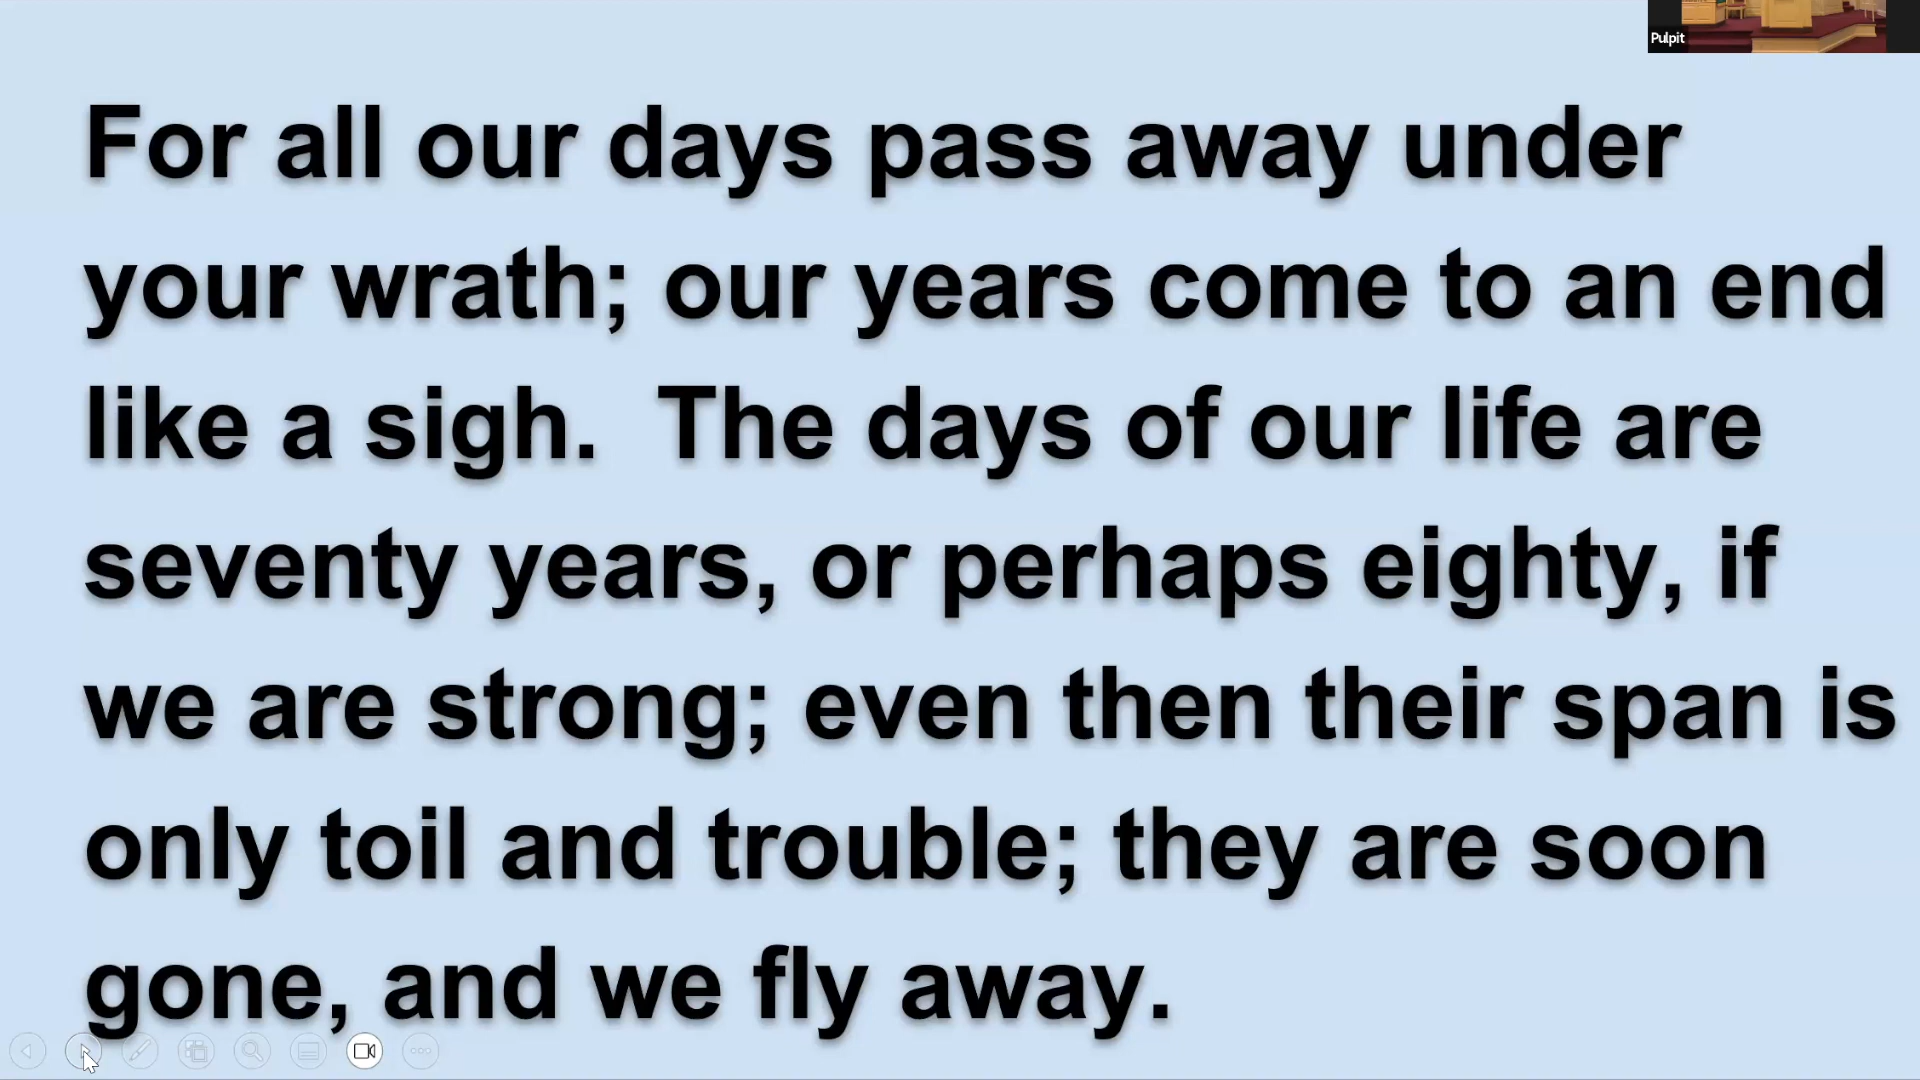 Pulpit
For all our days pass away under
your wrath; our years come to an end
like a sigh.  The days of our life are
seventy years, or perhaps eighty, if
we are strong; even then their span is
only toil and trouble; they are soon
gone, and we fly away.